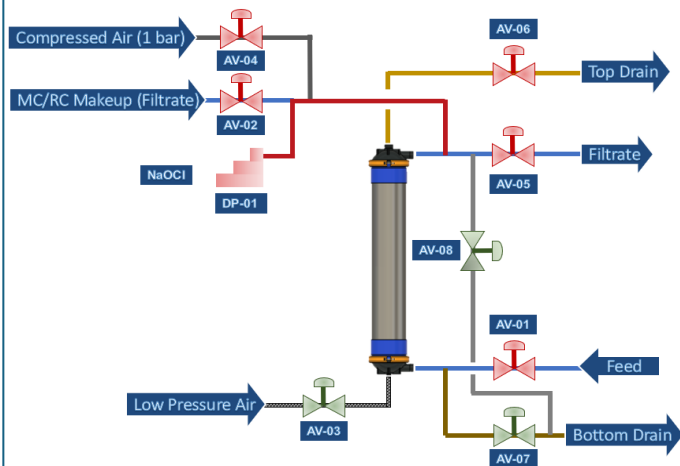 AV-06
Compressed Air (1 bar)
AV-04
Top Drain
MC/RC Makeup (Filtrate)
AV-02
Filtrate
NaOCl
AV-05
DP-01
AV-08
AV-01
Feed
Low Pressure Air
AV-03
Bottom Drain
AV-07